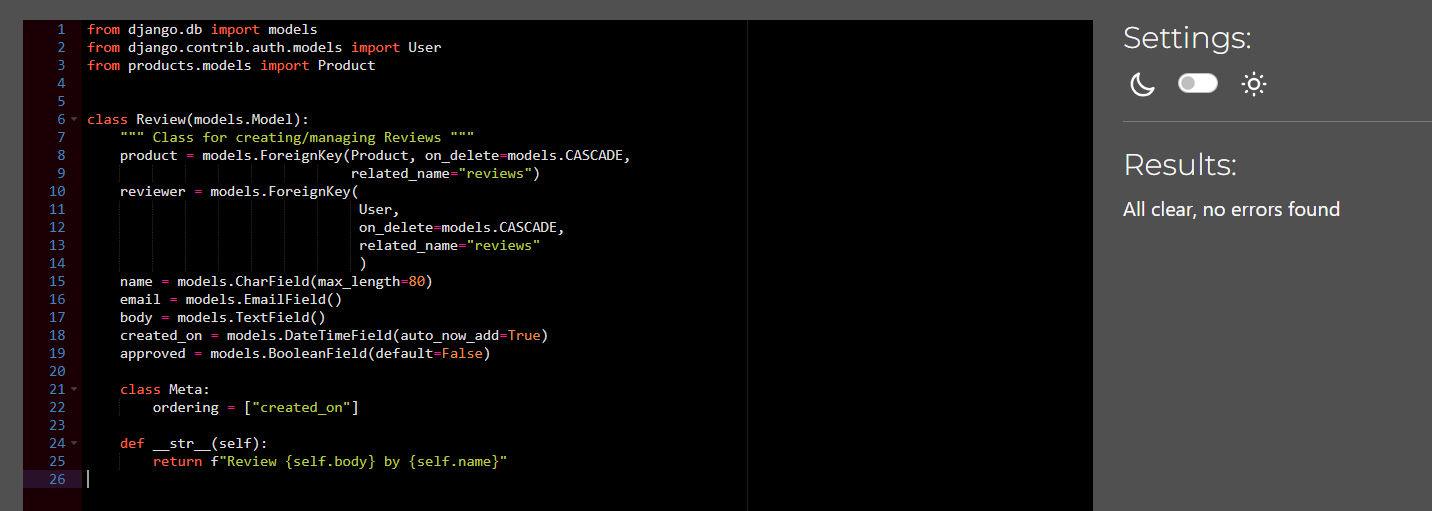 1 from django.db import models
2 from django.contrib.auth.models import User
3 from products.models import Product
4
5
6 class Review(models.Model):
7     """ Class for creating/managing Reviews """
8     product = models.ForeignKey(Product, on_delete=models.CASCADE,
9                                 related_name="reviews")
10     reviewer = models.ForeignKey(
11                                  User,
12                                  on_delete=models.CASCADE,
13                                  related_name="reviews"
14                                  )
15     name = models.CharField(max_length=80)
16     email = models.EmailField()
17     body = models.TextField()
18     created_on = models.DateTimeField(auto_now_add=True)
19     approved = models.BooleanField(default=False)
20
21     class Meta:
22         ordering = ["created_on"]
23
24     def __str__(self):
25         return f"Review {self.body} by {self.name}"
26
Settings:
Results:
All clear, no errors found